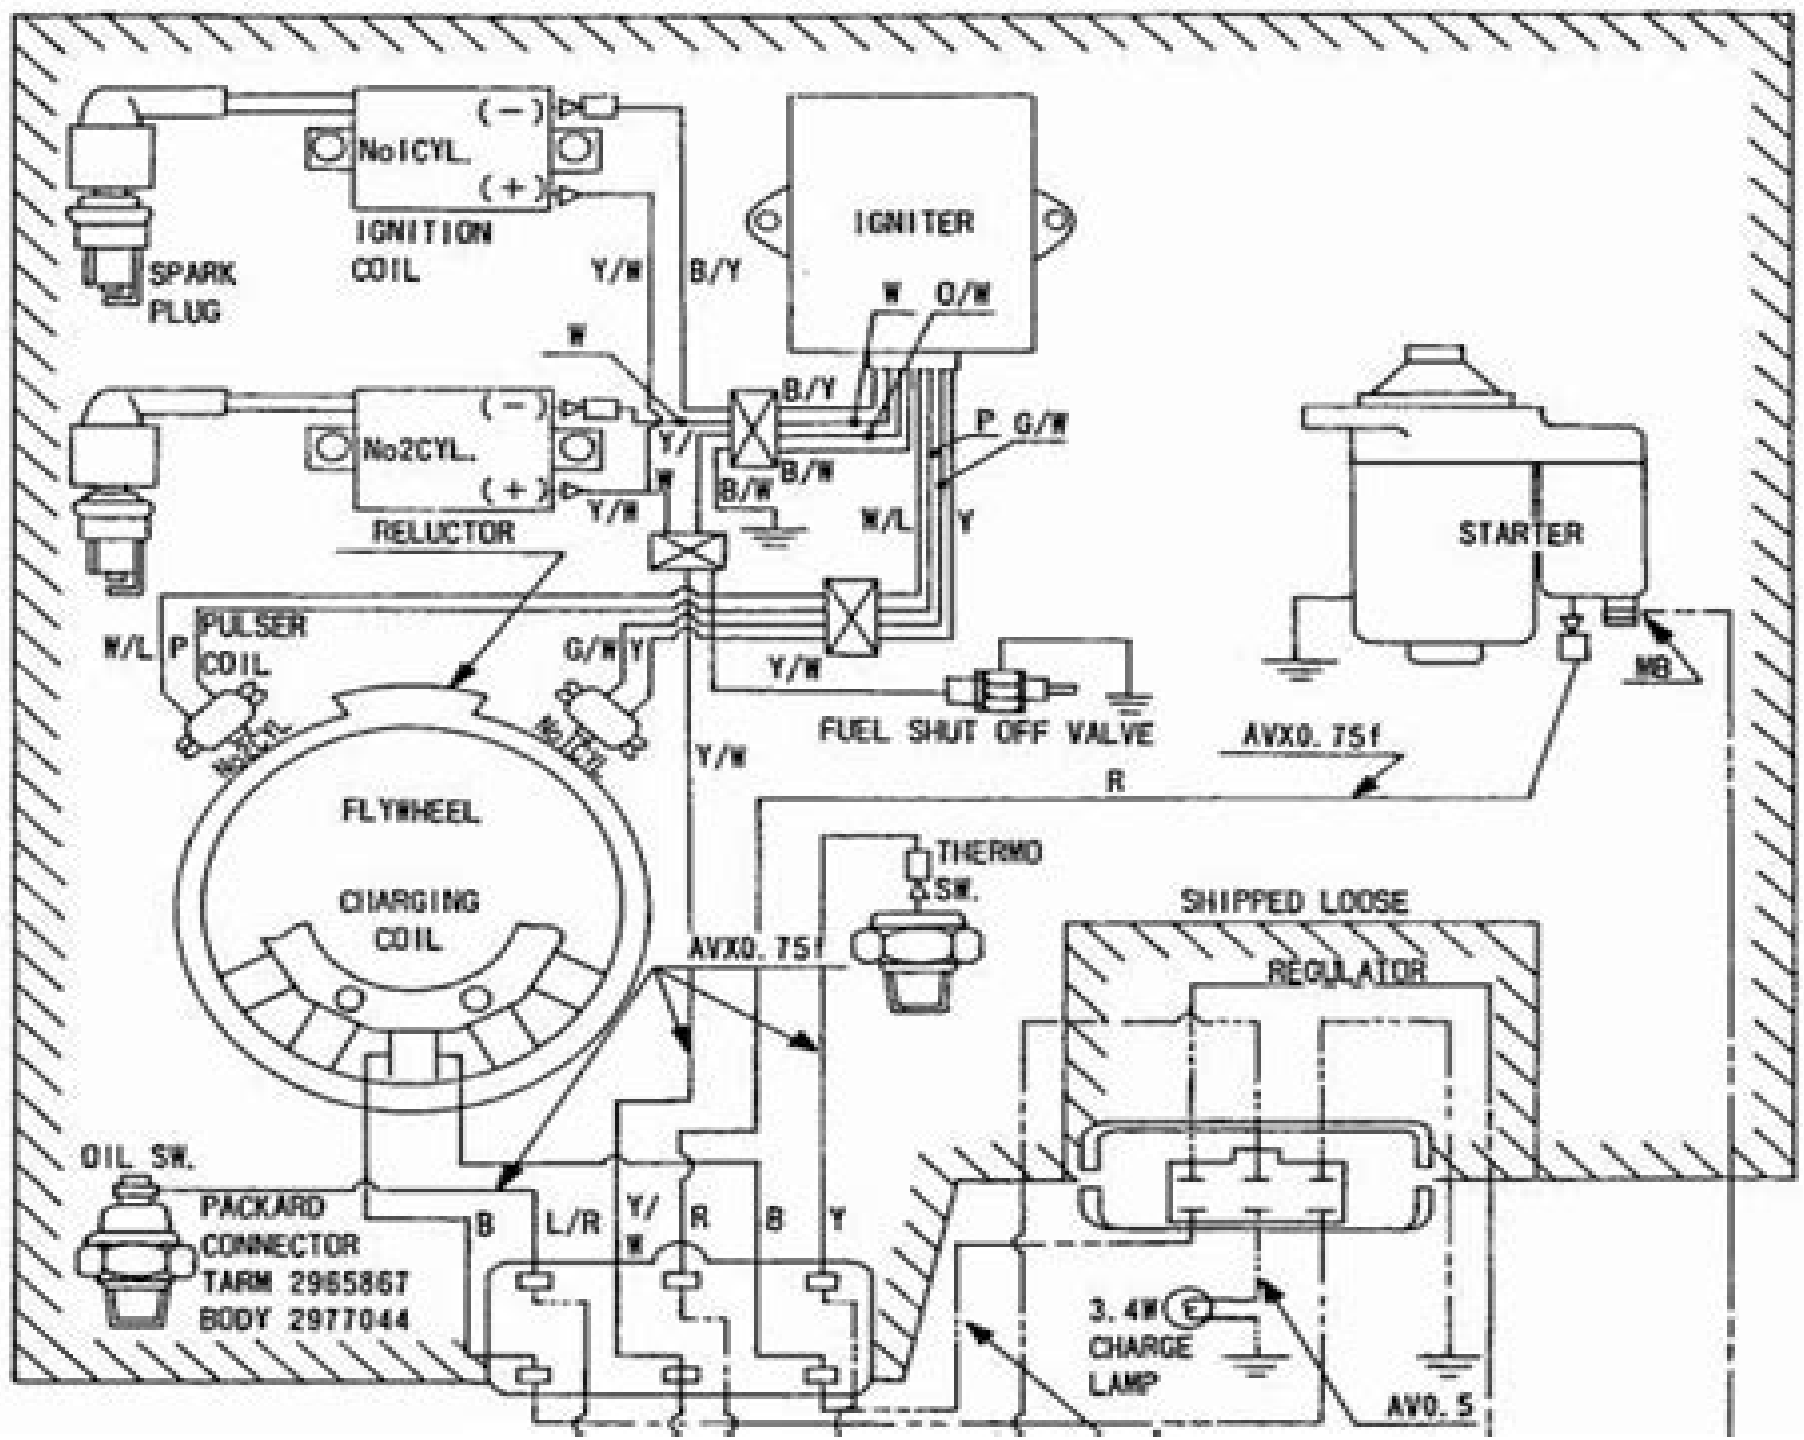 (-)
No1CYL.
(+)
IGNITION
COIL
SPARK
PLUG
Y/W
B/Y
IGNITER
W
O/W
W
B/Y
(-)
No2CYL.
(+)
Y/
W
Y/W
B/W
B/W
P
G/W
W/L
Y
RELUCTOR
STARTER
MB
W/L
P
PULSER
COIL
G/W
Y
Y/W
No2CYL
No1CYL
FUEL SHUT OFF VALVE
AVX0.75f
R
Y/W
FLYWHEEL
CHARGING
COIL
THERMO
SW.
AVX0.75f
SHIPPED LOOSE
REGULATOR
OIL SW.
PACKARD
CONNECTOR
TARM 2965867
BODY 2977044
B
L/R
Y/
W
R
B
Y
3.4W
CHARGE
LAMP
AV0.5